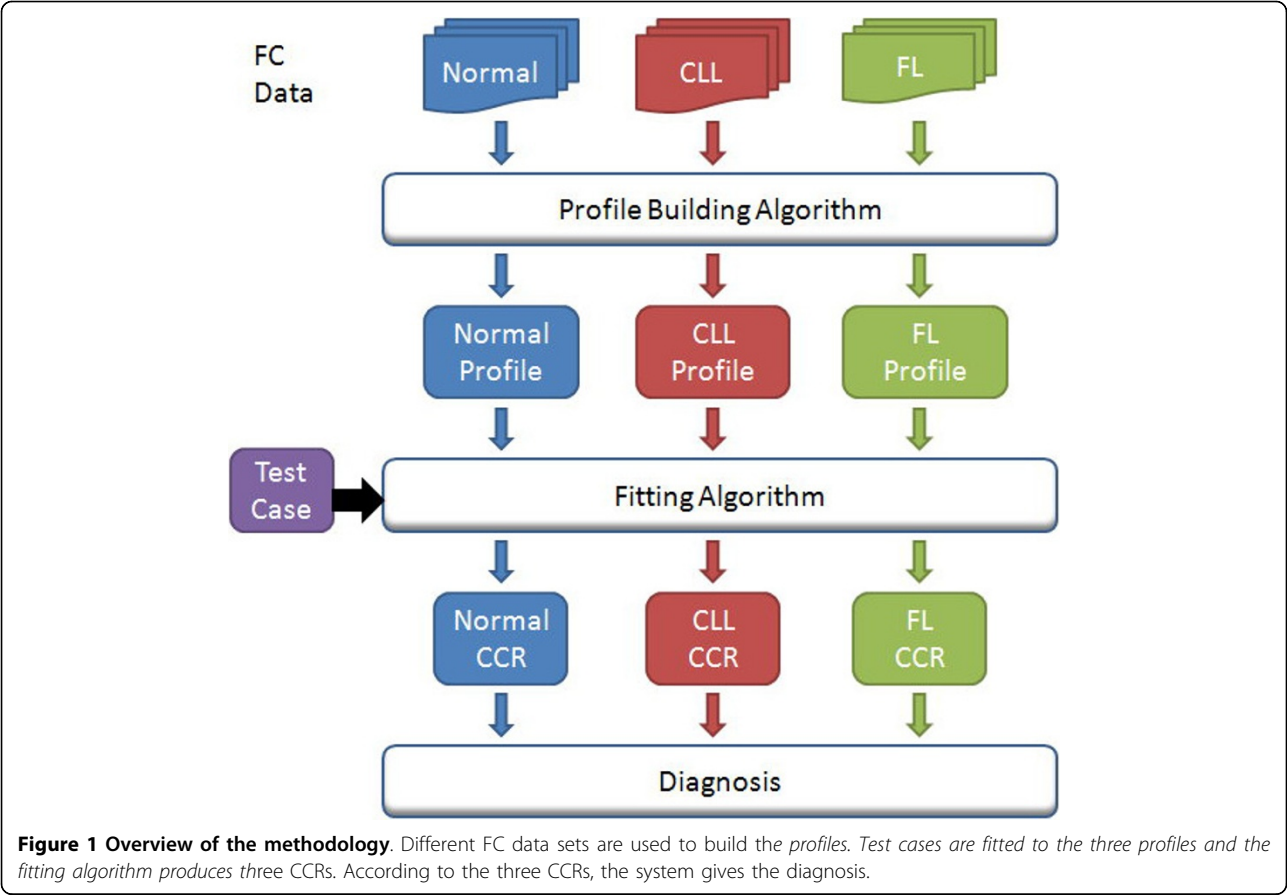 FC
Data
Normal
CLL
FL
Profile Building Algorithm
Normal
Profile
CLL
Profile
FL
Profile
Test
Case
Fitting Algorithm
Normal
CCR
CLL
CCR
FL
CCR
Diagnosis
Figure 1 Overview of the methodology. Different FC data sets are used to build the profiles. Test cases are fitted to the three profiles and the
fitting algorithm produces three CCRs. According to the three CCRs, the system gives the diagnosis.